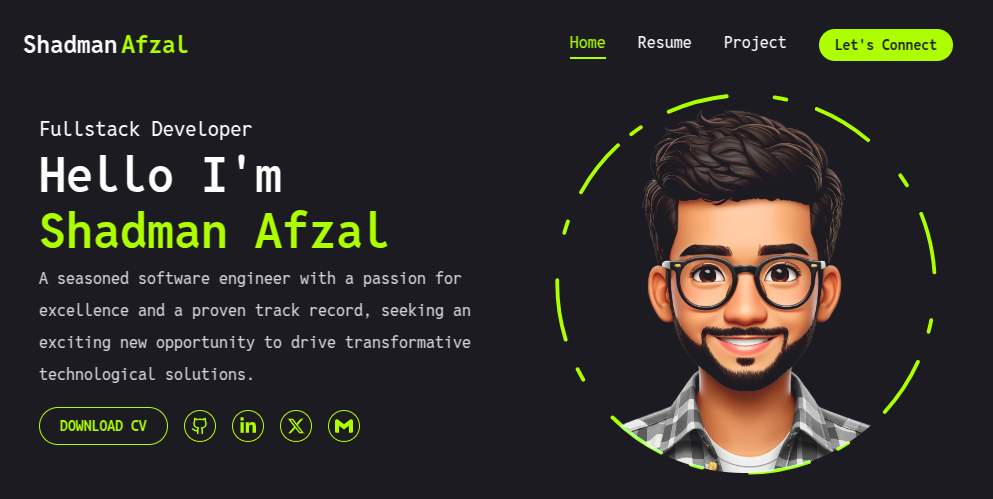 Shadman Afzal
Home Resume Project Let's Connect
Fullstack Developer
Hello I'm
Shadman Afzal
A seasoned software engineer with a passion for
excellence and a proven track record, seeking an
exciting new opportunity to drive transformative
technological solutions.
DOWNLOAD CV